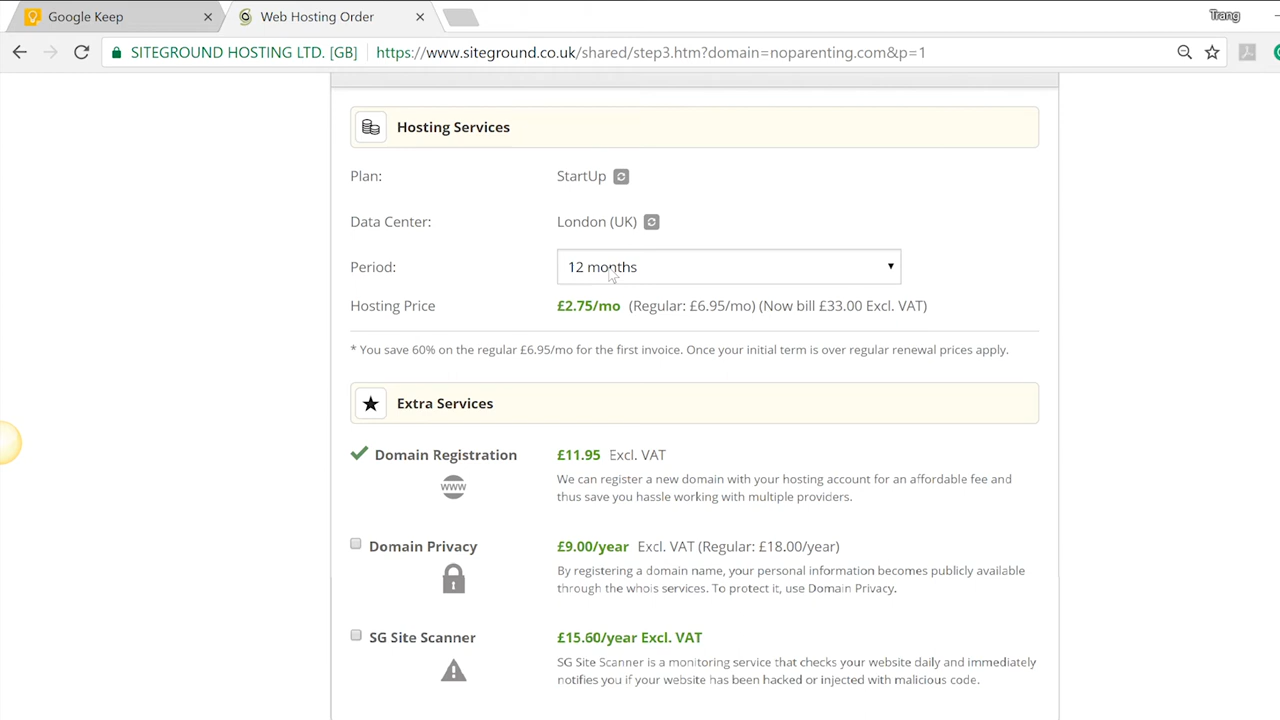 Google Keep
Web Hosting Order
Trang
SITEGROUND HOSTING LTD. [GB]
https://www.siteground.co.uk/shared/step3.htm?domain=noparenting.com&p=1
Hosting Services
Plan:
StartUp
Data Center:
London (UK)
Period:
12 months
Hosting Price
£2.75/mo (Regular: £6.95/mo) (Now bill £33.00 Excl. VAT)
* You save 60% on the regular £6.95/mo for the first invoice. Once your initial term is over regular renewal prices apply.
Extra Services
Domain Registration
£11.95 Excl. VAT
www
We can register a new domain with your hosting account for an affordable fee and
thus save you hassle working with multiple providers.
Domain Privacy
£9.00/year Excl. VAT (Regular: £18.00/year)
By registering a domain name, your personal information becomes publicly available
through the whois services. To protect it, use Domain Privacy.
SG Site Scanner
£15.60/year Excl. VAT
SG Site Scanner is a monitoring service that checks your website daily and immediately
notifies you if your website has been hacked or injected with malicious code.